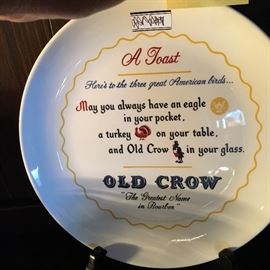 A Toast
Here's to the three great American birds...
May you always have an eagle
in your pocket,
a turkey on your table,
and Old Crow in your glass.
OLD CROW
"The Greatest Name
in Bourbon"